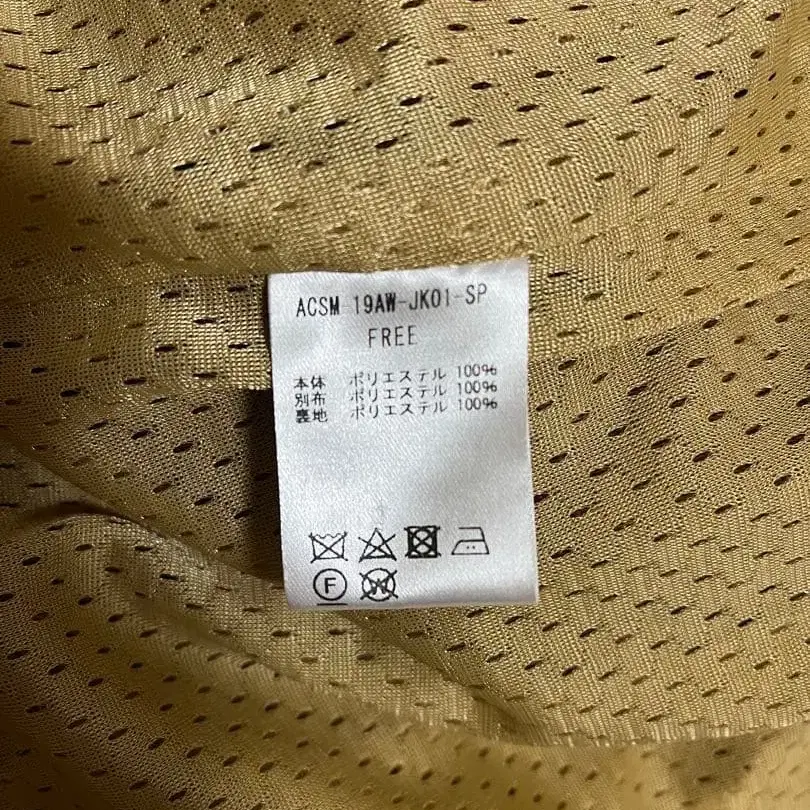 ACSM 19AW-JK01-SP
FREE
本体 ポリエステル 100%
別布 ポリエステル 100%
裏地 ポリエステル 100%
F W